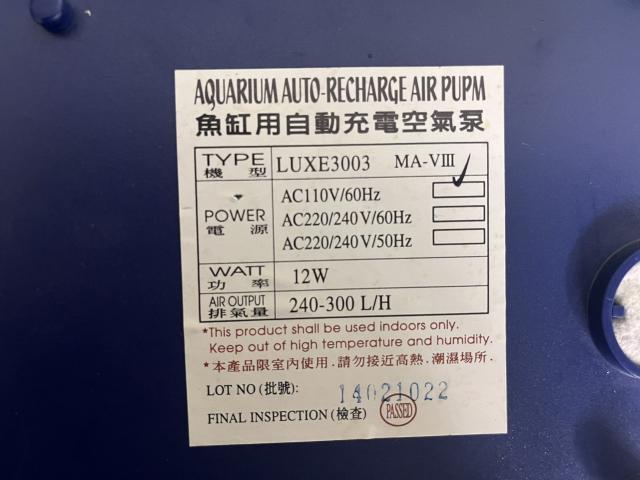 AQUARIUM AUTO-RECHARGE AIR PUPM
魚缸用自動充電空氣泵
TYPE LUXE3003 MA-VIII
機型
AC110V/60Hz
POWER AC220/240V/60Hz
電源
AC220/240V/50Hz
WATT 12W
功率
AIR OUTPUT 240-300 L/H
排氣量
*This product shall be used indoors only.
Keep out of high temperature and humidity.
*本產品限室內使用．請勿接近高熱．潮濕場所．
LOT NO (批號): 14021022
FINAL INSPECTION (檢查) PASSED